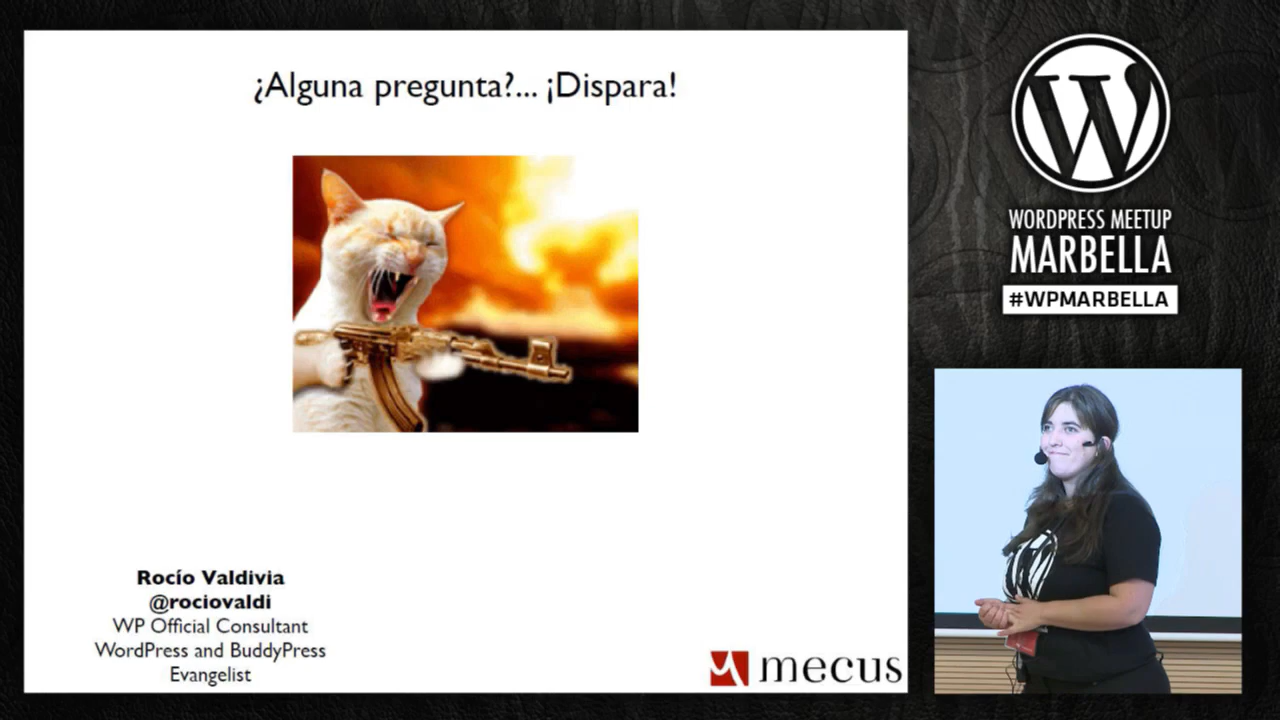 ¿Alguna pregunta?... ¡Dispara!
Rocío Valdivia
@rociovaldi
WP Official Consultant
WordPress and BuddyPress
Evangelist
mecus
WORDPRESS MEETUP
MARBELLA
#WPMARBELLA